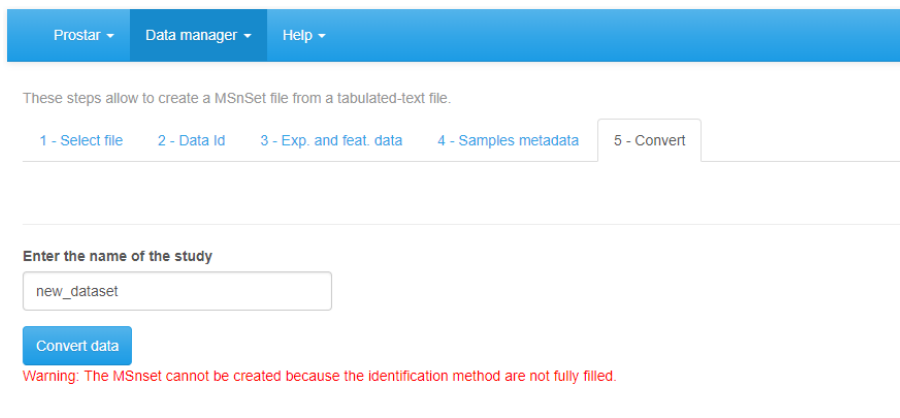 Prostar Data manager Help
These steps allow to create a MSnSet file from a tabulated-text file.
1 - Select file 2 - Data Id 3 - Exp. and feat. data 4 - Samples metadata 5 - Convert
Enter the name of the study
new_dataset
Convert data
Warning: The MSnset cannot be created because the identification method are not fully filled.